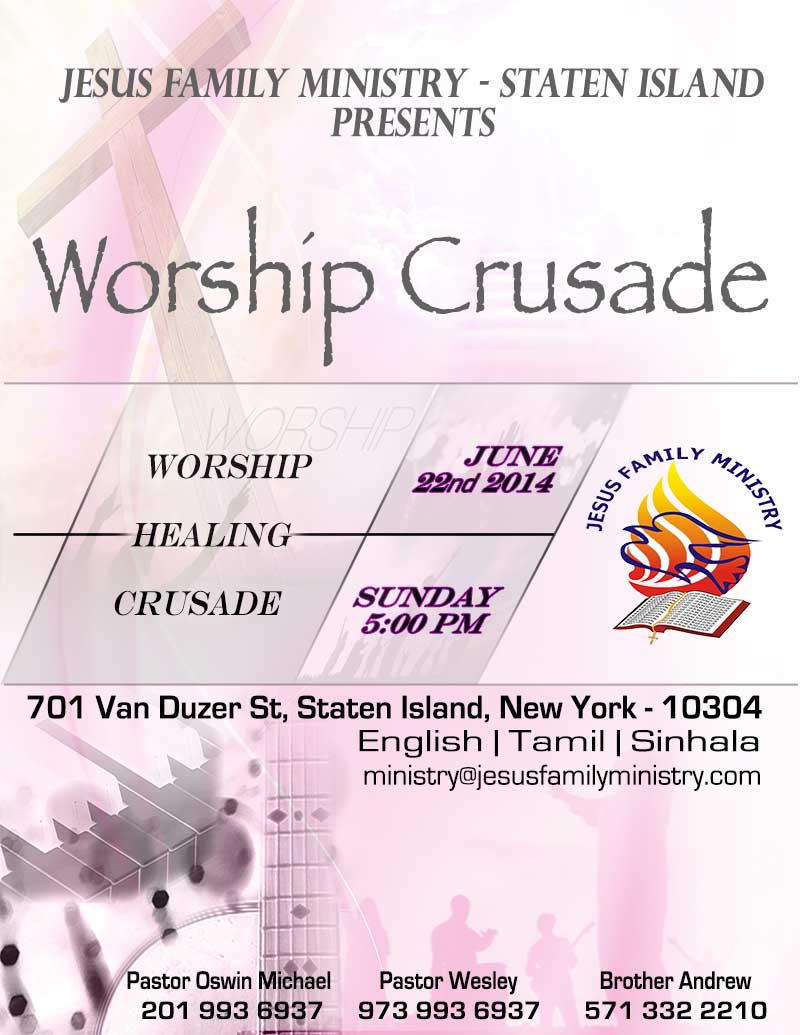 JESUS FAMILY MINISTRY - STATEN ISLAND
PRESENTS
Worship Crusade
WORSHIP
WORSHIP
HEALING
CRUSADE
JUNE
22nd 2014
SUNDAY
5:00 PM
JESUS FAMILY MINISTRY
701 Van Duzer St, Staten Island, New York - 10304
English | Tamil | Sinhala
ministry@jesusfamilyministry.com
Pastor Oswin Michael
201 993 6937
Pastor Wesley
973 993 6937
Brother Andrew
571 332 2210